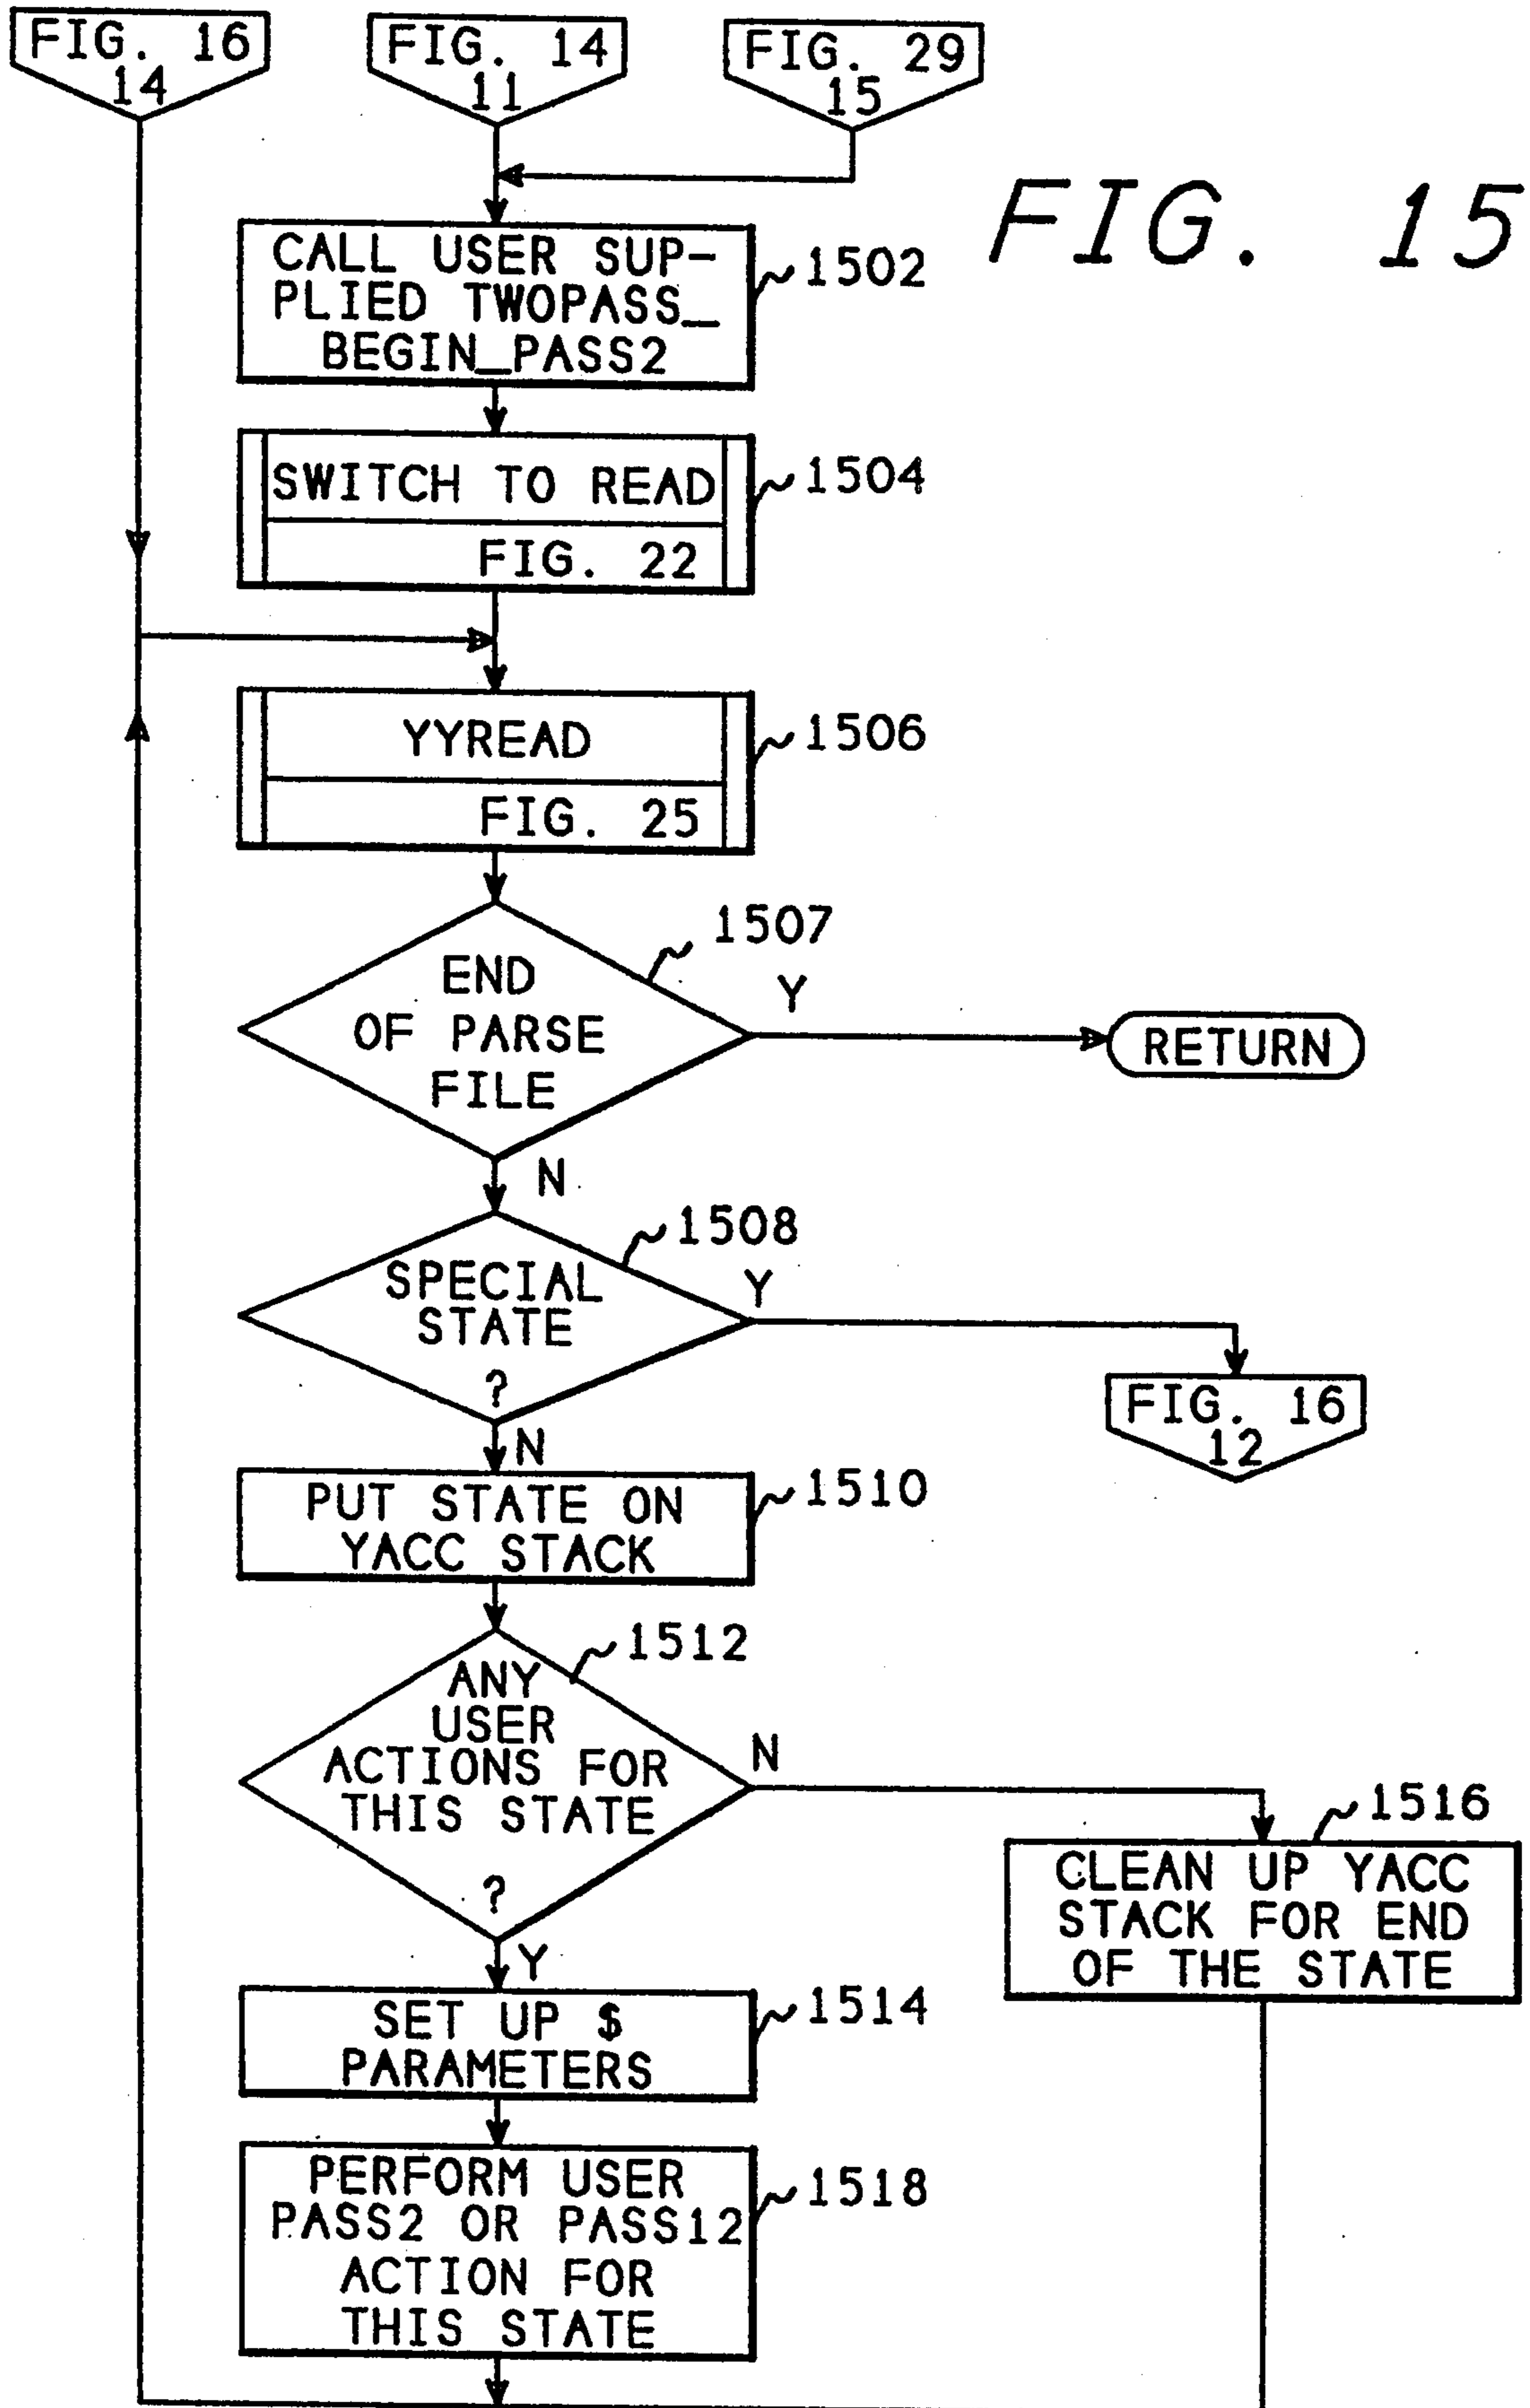 FIG. 16
14
FIG. 14
11
FIG. 29
15
FIG. 15
CALL USER SUP-
PLIED TWOPASS_
BEGIN_PASS2
1502
SWITCH TO READ
1504
FIG. 22
YYREAD
1506
FIG. 25
1507
END
OF PARSE
FILE
Y
RETURN
N
1508
SPECIAL
STATE
?
Y
FIG. 16
12
N
PUT STATE ON
YACC STACK
1510
1512
ANY
USER
ACTIONS FOR
THIS STATE
?
N
1516
CLEAN UP YACC
STACK FOR END
OF THE STATE
Y
SET UP $
PARAMETERS
1514
PERFORM USER
PASS2 OR PASS12
ACTION FOR
THIS STATE
1518